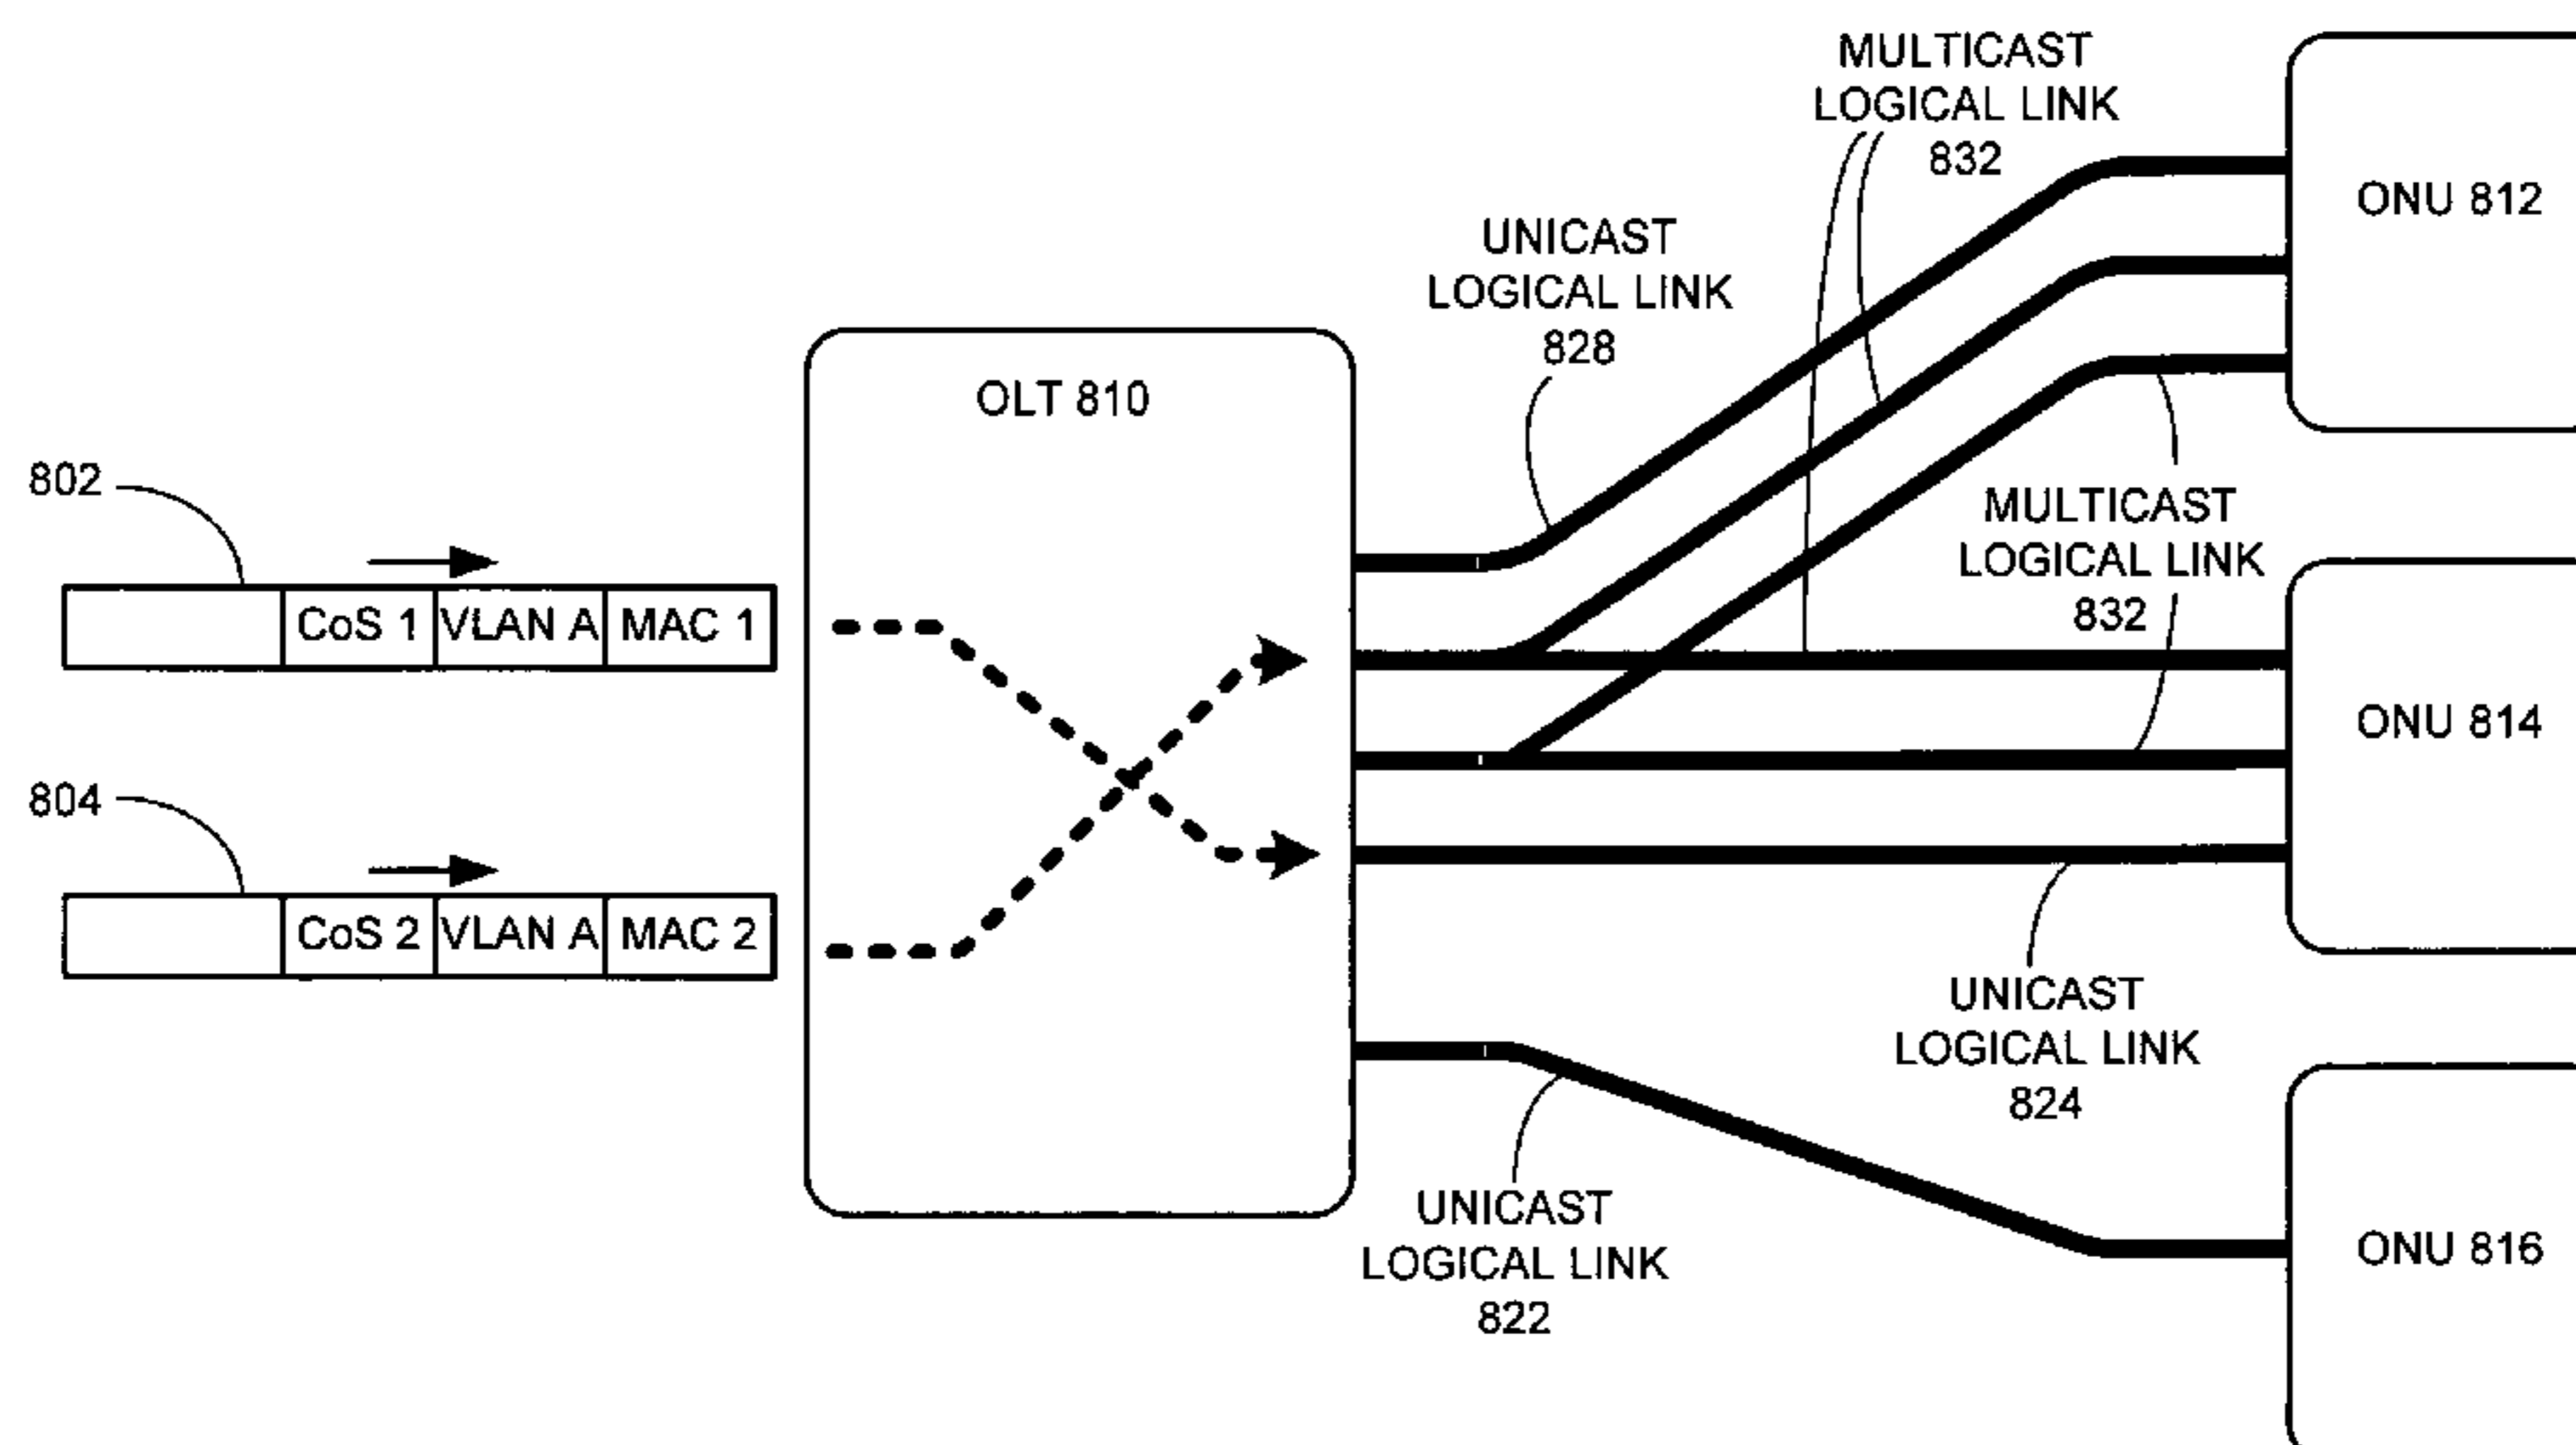 MULTICAST
LOGICAL LINK
832
ONU 812
UNICAST
LOGICAL LINK
828
OLT 810
802
CoS 1 VLAN A MAC 1
MULTICAST
LOGICAL LINK
832
ONU 814
804
CoS 2 VLAN A MAC 2
UNICAST
LOGICAL LINK
824
UNICAST
LOGICAL LINK
822
ONU 816